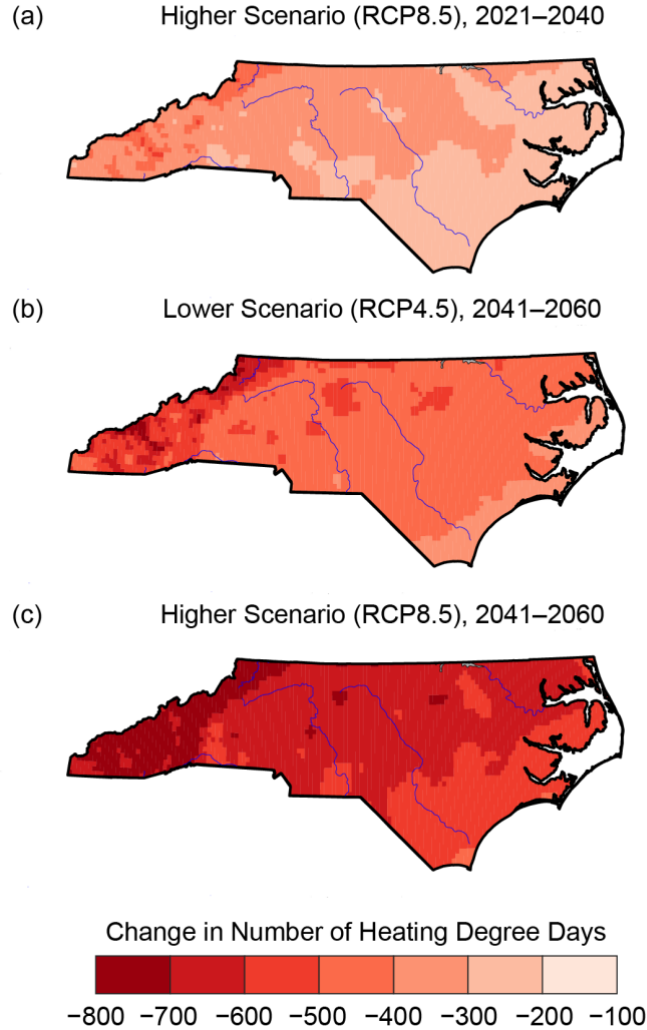 (a) Higher Scenario (RCP8.5), 2021–2040
(b) Lower Scenario (RCP4.5), 2041–2060
(c) Higher Scenario (RCP8.5), 2041–2060
Change in Number of Heating Degree Days
−800 −700 −600 −500 −400 −300 −200 −100